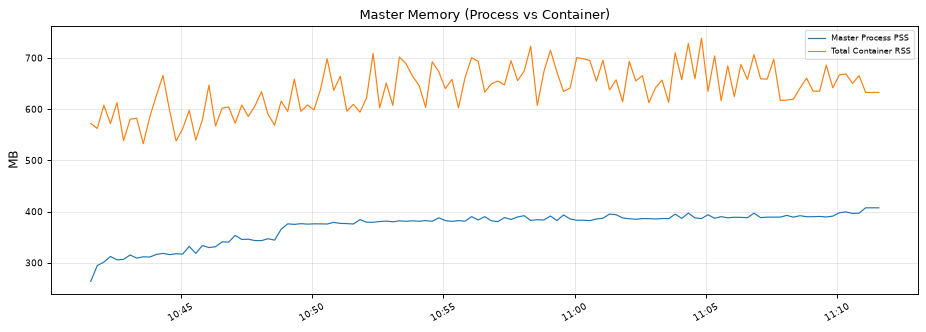 Master Memory (Process vs Container)
Master Process PSS
Total Container RSS
MB
700
600
500
400
300
10:45
10:50
10:55
11:00
11:05
11:10